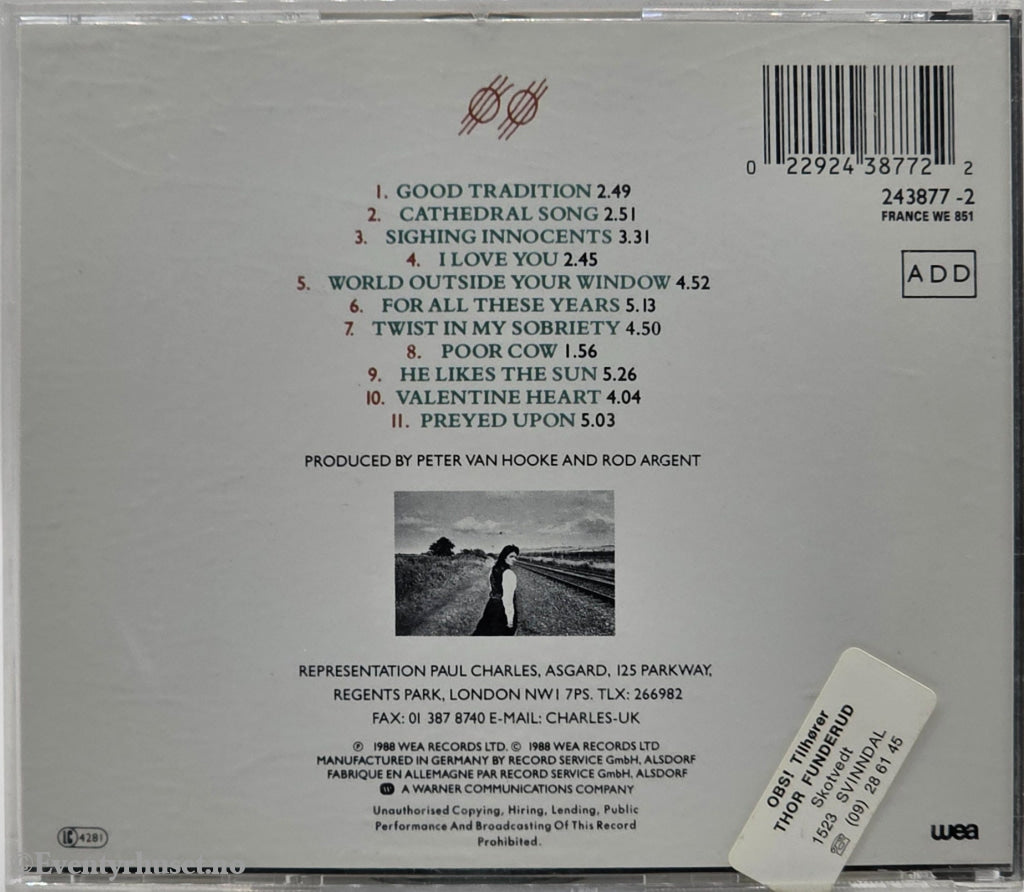 0 22924 38772 2
243877 -2
FRANCE WE 851
ADD
1. GOOD TRADITION 2.49
2. CATHEDRAL SONG 2.51
3. SIGHING INNOCENTS 3.31
4. I LOVE YOU 2.45
5. WORLD OUTSIDE YOUR WINDOW 4.52
6. FOR ALL THESE YEARS 5.13
7. TWIST IN MY SOBRIETY 4.50
8. POOR COW 1.56
9. HE LIKES THE SUN 5.26
10. VALENTINE HEART 4.04
11. PREYED UPON 5.03
PRODUCED BY PETER VAN HOOKE AND ROD ARGENT
REPRESENTATION PAUL CHARLES, ASGARD, 125 PARKWAY,
REGENTS PARK, LONDON NW1 7PS. TLX: 266982
FAX: 01 387 8740 E-MAIL: CHARLES-UK
℗ 1988 WEA RECORDS LTD. © 1988 WEA RECORDS LTD
MANUFACTURED IN GERMANY BY RECORD SERVICE GmbH, ALSDORF
FABRIQUE EN ALLEMAGNE PAR RECORD SERVICE GmbH, ALSDORF
A WARNER COMMUNICATIONS COMPANY
Unauthorised Copying, Hiring, Lending, Public
Performance And Broadcasting Of This Record
Prohibited.
LC 4281
OBS! Tilhører
THOR FUNDERUD
Skotvedt
1523 SVINNDAL
☎ (09) 28 61 45
wea
©Eventyrhuset.no